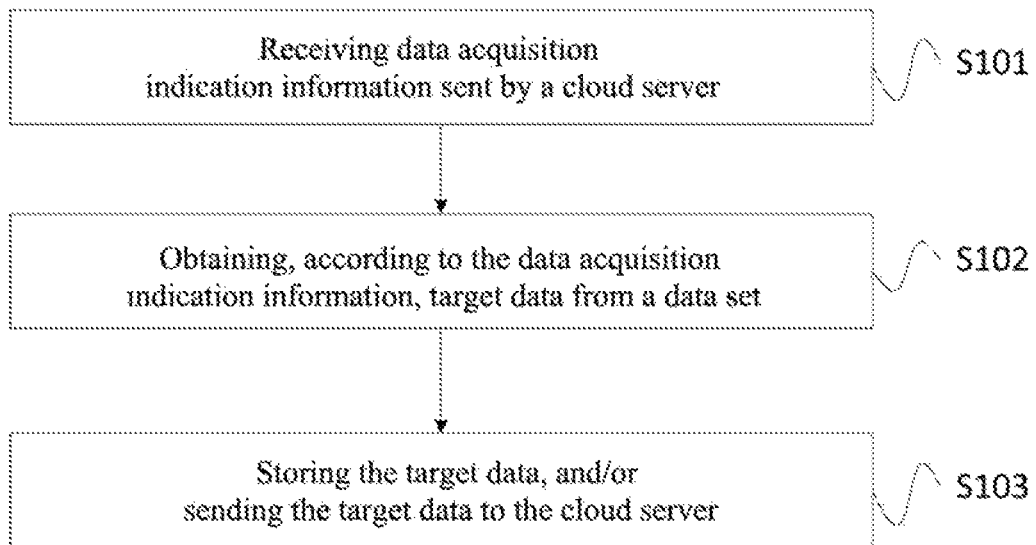 Receiving data acquisition
indication information sent by a cloud server
S101
Obtaining, according to the data acquisition
indication information, target data from a data set
S102
Storing the target data, and/or
sending the target data to the cloud server
S103